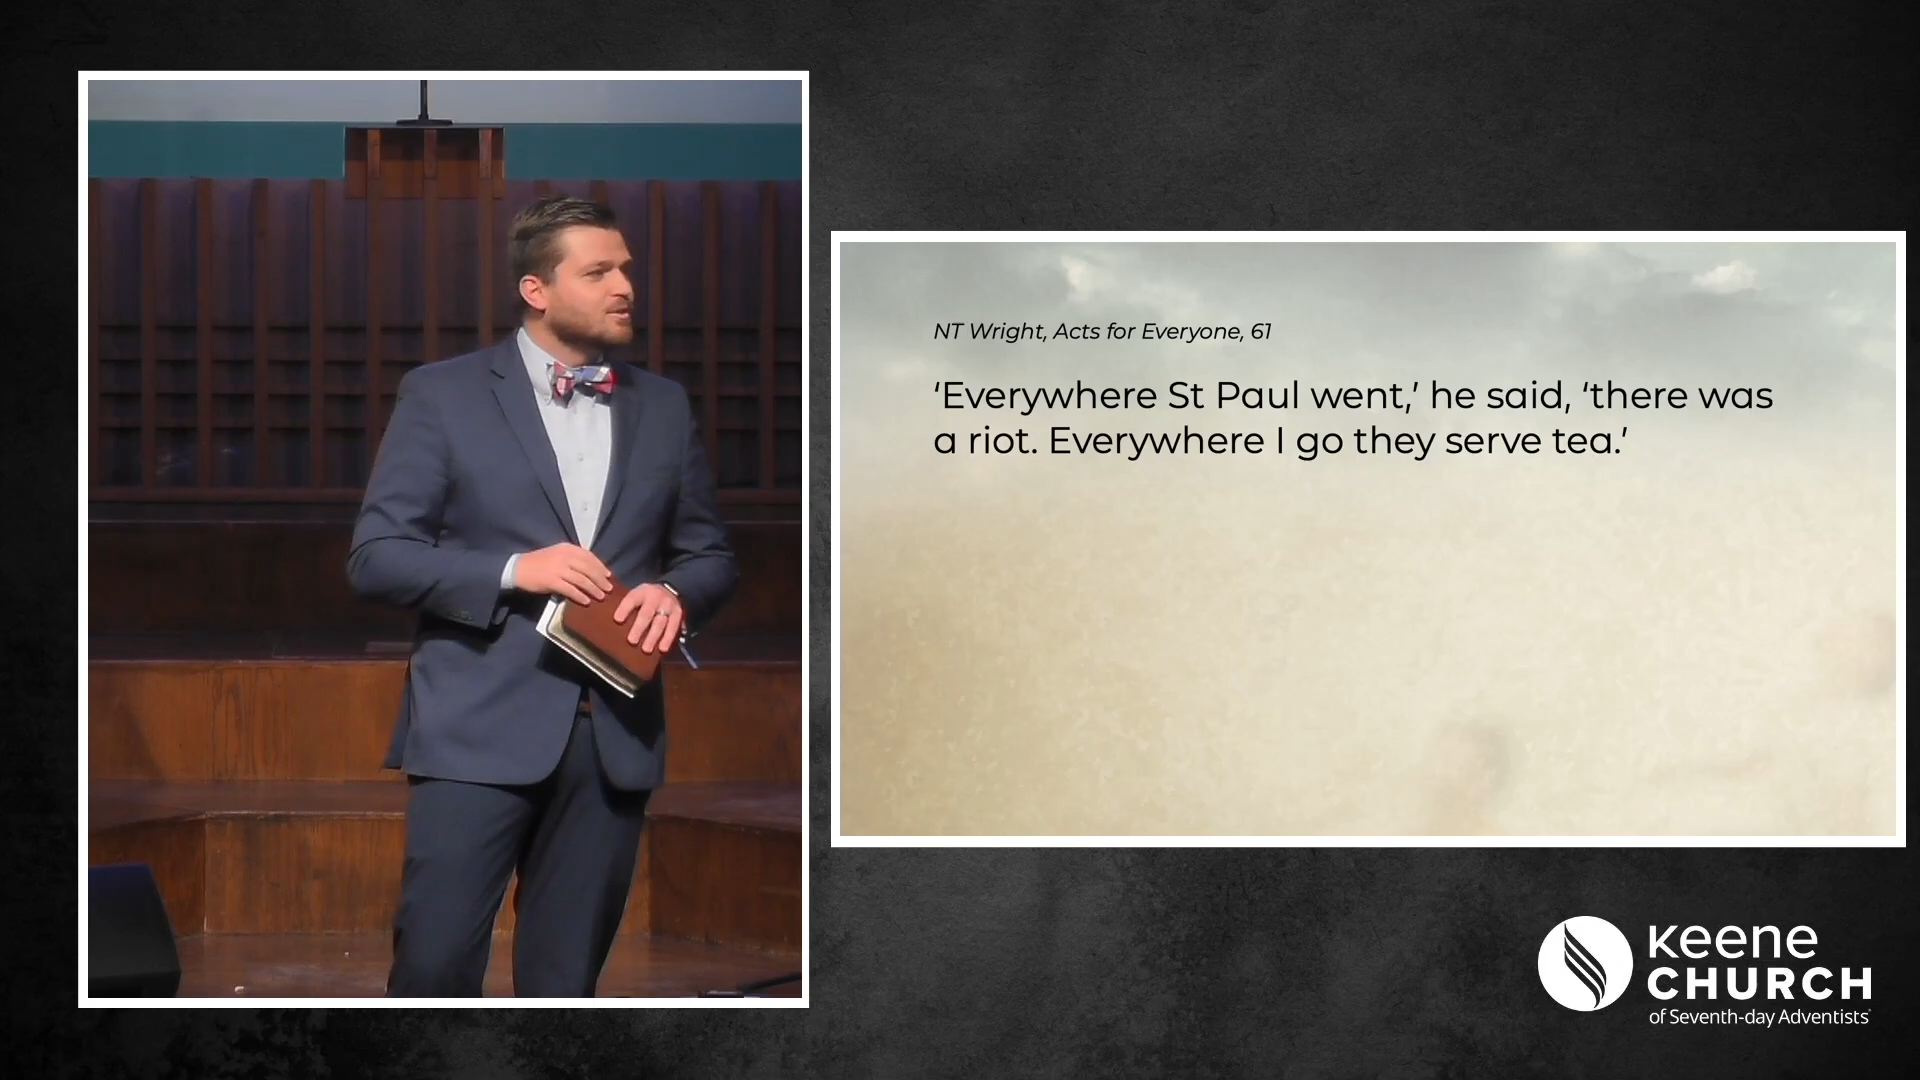 NT Wright, Acts for Everyone, 61
‘Everywhere St Paul went,’ he said, ‘there was
a riot. Everywhere I go they serve tea.’
Keene
CHURCH
of Seventh-day Adventists